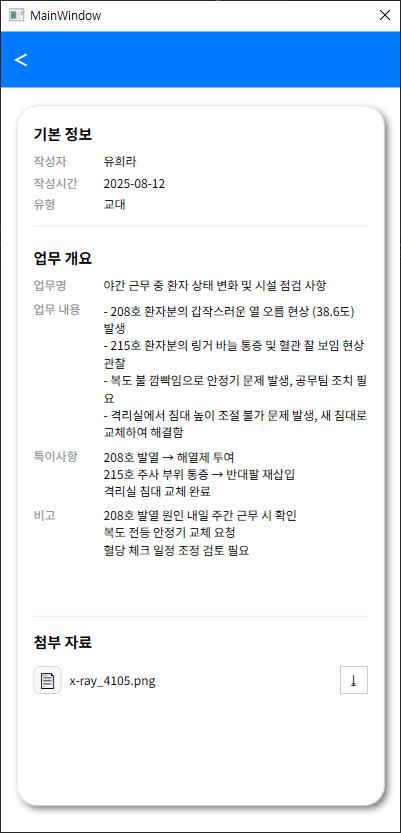 MainWindow
<
기본 정보
작성자 유희라
작성시간 2025-08-12
유형 교대
업무 개요
업무명 야간 근무 중 환자 상태 변화 및 시설 점검 사항
업무 내용 - 208호 환자분의 갑작스러운 열 오름 현상 (38.6도)
발생
- 215호 환자분의 링거 바늘 통증 및 혈관 잘 보임 현상
관찰
- 복도 불 깜빡임으로 안정기 문제 발생, 공무팀 조치 필
요
- 격리실에서 침대 높이 조절 불가 문제 발생, 새 침대로
교체하여 해결함
특이사항 208호 발열 → 해열제 투여
215호 주사 부위 통증 → 반대팔 재삽입
격리실 침대 교체 완료
비고 208호 발열 원인 내일 주간 근무 시 확인
복도 전등 안정기 교체 요청
혈당 체크 일정 조정 검토 필요
첨부 자료
x-ray_4105.png